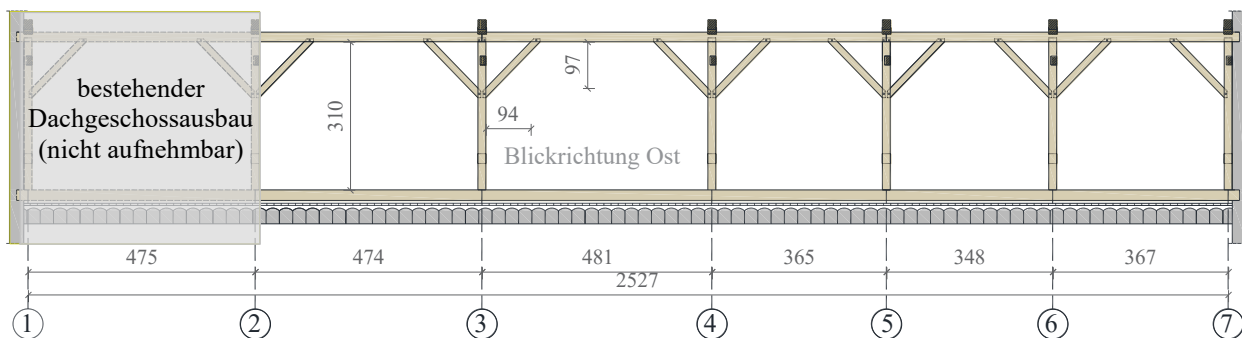 bestehender
Dachgeschossausbau
(nicht aufnehmbar)
310
97
94
Blickrichtung Ost
475 474 481 365 348 367
2527
1 2 3 4 5 6 7